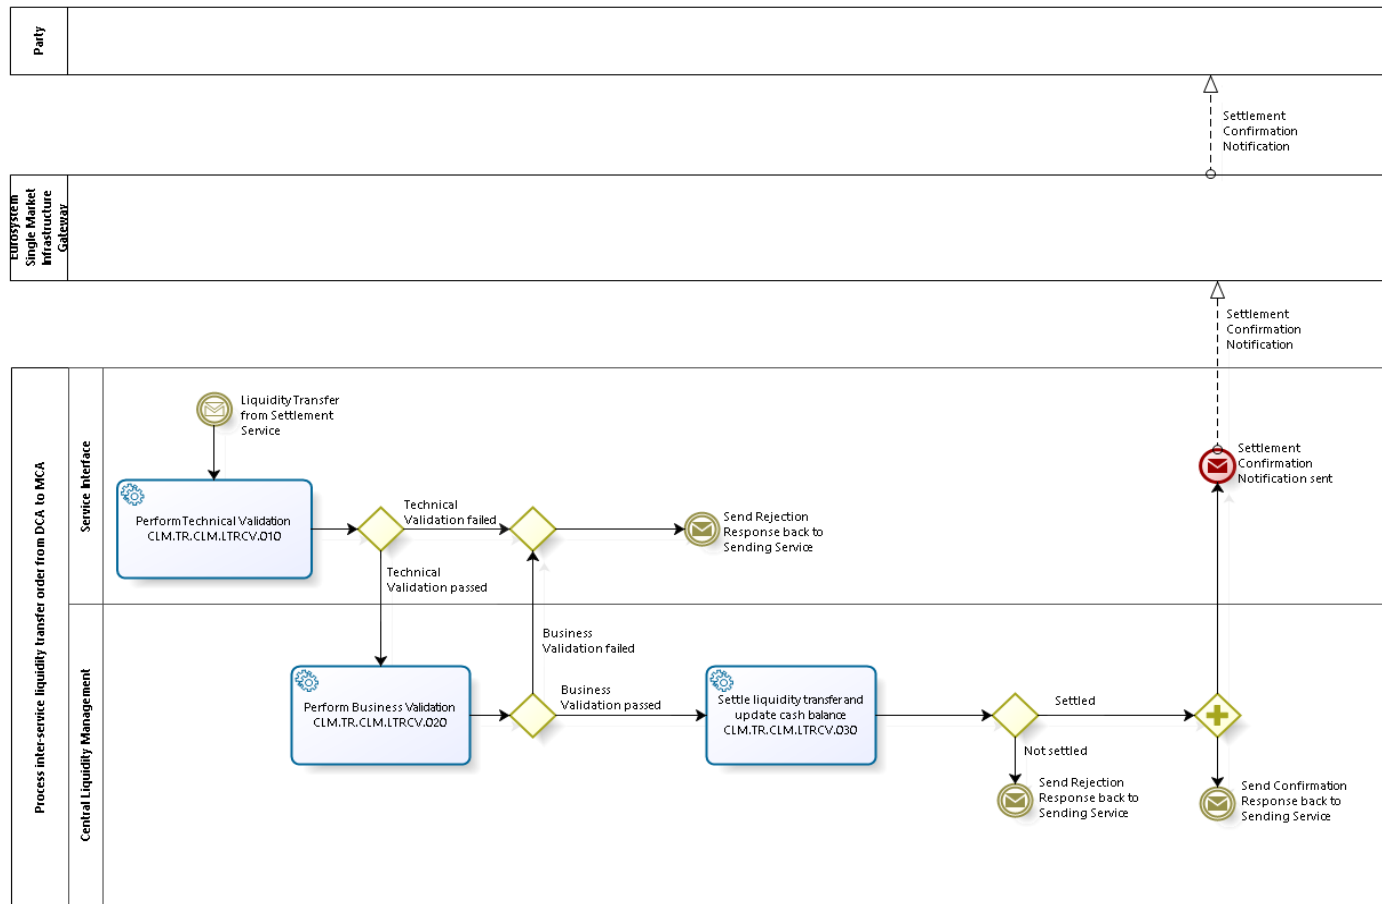 Party
Settlement
Confirmation
Notification
Eurosystem
Single Market
Infrastructure
Gateway
Settlement
Confirmation
Notification
Process inter-service liquidity transfer order from DCA to MCA
Service Interface
Liquidity Transfer
from Settlement
Service
Settlement
Confirmation
Notification sent
Perform Technical Validation
CLM.TR.CLM.LTRCV.010
Technical
Validation failed
Send Rejection
Response back to
Sending Service
Technical
Validation passed
Central Liquidity Management
Business
Validation failed
Perform Business Validation
CLM.TR.CLM.LTRCV.020
Business
Validation passed
Settle liquidity transfer and
update cash balance
CLM.TR.CLM.LTRCV.030
Settled
Not settled
Send Rejection
Response back to
Sending Service
Send Confirmation
Response back to
Sending Service